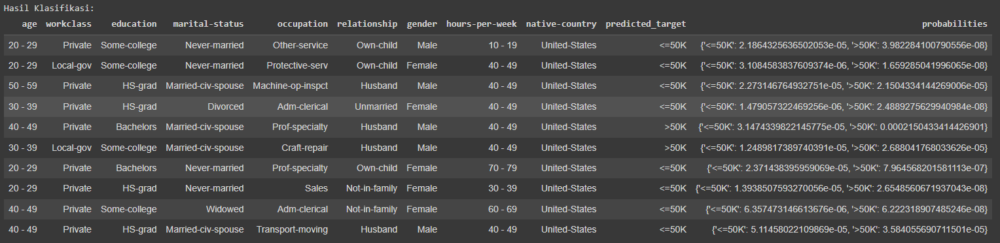 Hasil Klasifikasi:
age workclass education marital-status occupation relationship gender hours-per-week native-country predicted_target probabilities
20 - 29 Private Some-college Never-married Other-service Own-child Male 10 - 19 United-States <=50K {'<=50K': 2.1864325636502053e-05, '>50K': 3.982284100790556e-08}
20 - 29 Local-gov Some-college Never-married Protective-serv Own-child Female 40 - 49 United-States <=50K {'<=50K': 3.1084583837609374e-06, '>50K': 1.659285041996065e-08}
50 - 59 Private HS-grad Married-civ-spouse Machine-op-inspct Husband Male 40 - 49 United-States <=50K {'<=50K': 2.273146764932751e-05, '>50K': 2.1504334144269006e-05}
30 - 39 Private HS-grad Divorced Adm-clerical Unmarried Female 40 - 49 United-States <=50K {'<=50K': 1.479057322469256e-06, '>50K': 2.4889275629940984e-08}
40 - 49 Private Bachelors Married-civ-spouse Prof-specialty Husband Male 40 - 49 United-States >50K {'<=50K': 3.1474339822145775e-05, '>50K': 0.0002150433414426901}
30 - 39 Local-gov Some-college Married-civ-spouse Craft-repair Husband Male 40 - 49 United-States >50K {'<=50K': 1.2489817389740391e-05, '>50K': 2.688041768033626e-05}
20 - 29 Private Bachelors Never-married Prof-specialty Own-child Female 70 - 79 United-States <=50K {'<=50K': 2.371438395959069e-05, '>50K': 7.964568201581113e-07}
20 - 29 Private HS-grad Never-married Sales Not-in-family Female 30 - 39 United-States <=50K {'<=50K': 1.3938507593270056e-05, '>50K': 2.6548560671937043e-08}
40 - 49 Private Some-college Widowed Adm-clerical Not-in-family Female 60 - 69 United-States <=50K {'<=50K': 6.357473146613676e-06, '>50K': 6.222318907485246e-08}
40 - 49 Private HS-grad Married-civ-spouse Transport-moving Husband Male 40 - 49 United-States <=50K {'<=50K': 5.11458022109869e-05, '>50K': 3.584055690711501e-05}